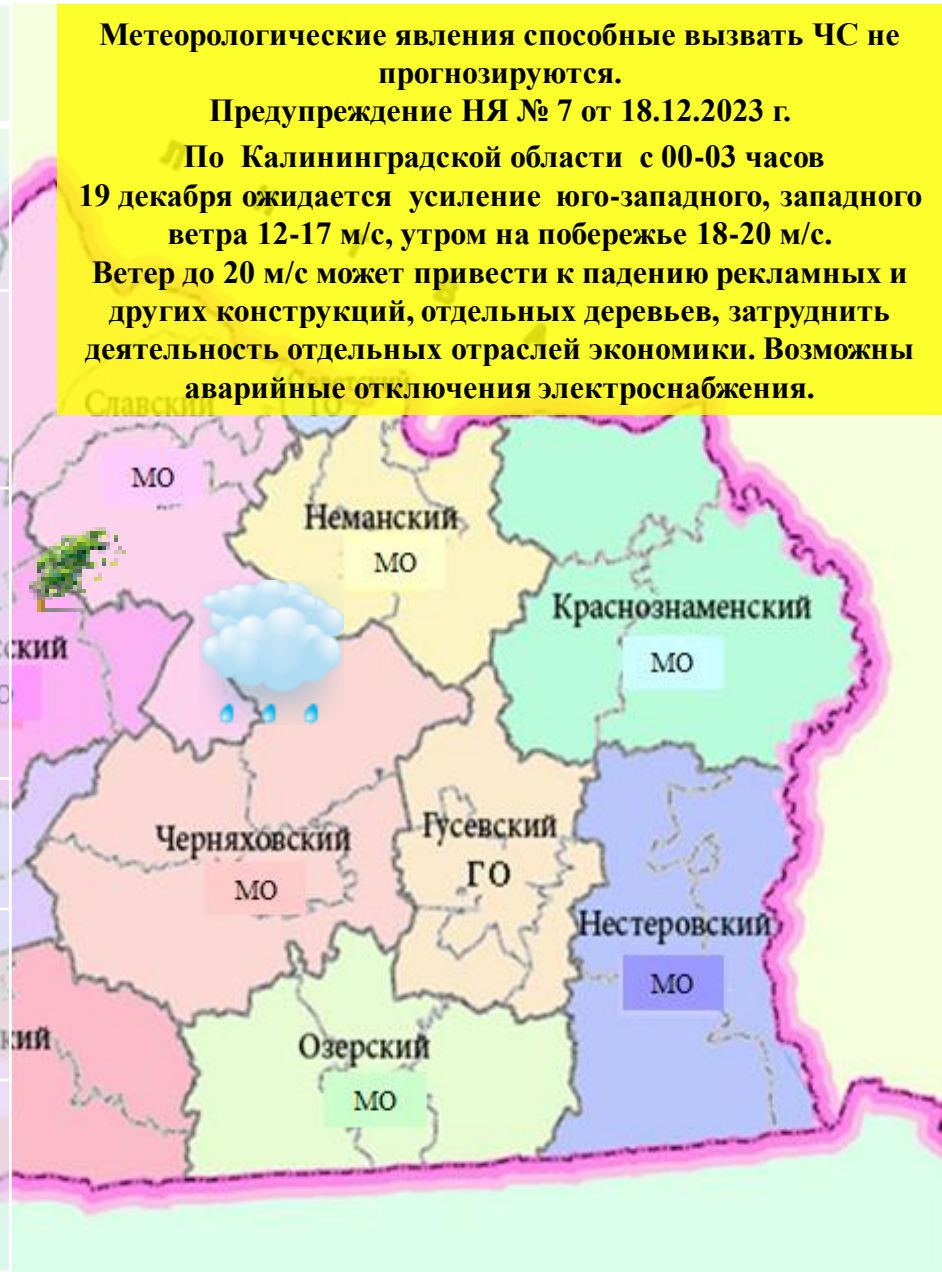 Метеорологические явления способные вызвать ЧС не
прогнозируются.
Предупреждение НЯ № 7 от 18.12.2023 г.
По Калининградской области с 00-03 часов
19 декабря ожидается усиление юго-западного, западного
ветра 12-17 м/с, утром на побережье 18-20 м/с.
Ветер до 20 м/с может привести к падению рекламных и
других конструкций, отдельных деревьев, затруднить
деятельность отдельных отраслей экономики. Возможны
аварийные отключения электроснабжения.
Славский
ГО
МО
Неманский
МО
Краснознаменский
МО
ский
Черняховский
МО
Гусевский
ГО
Нестеровский
МО
кий
Озерский
МО